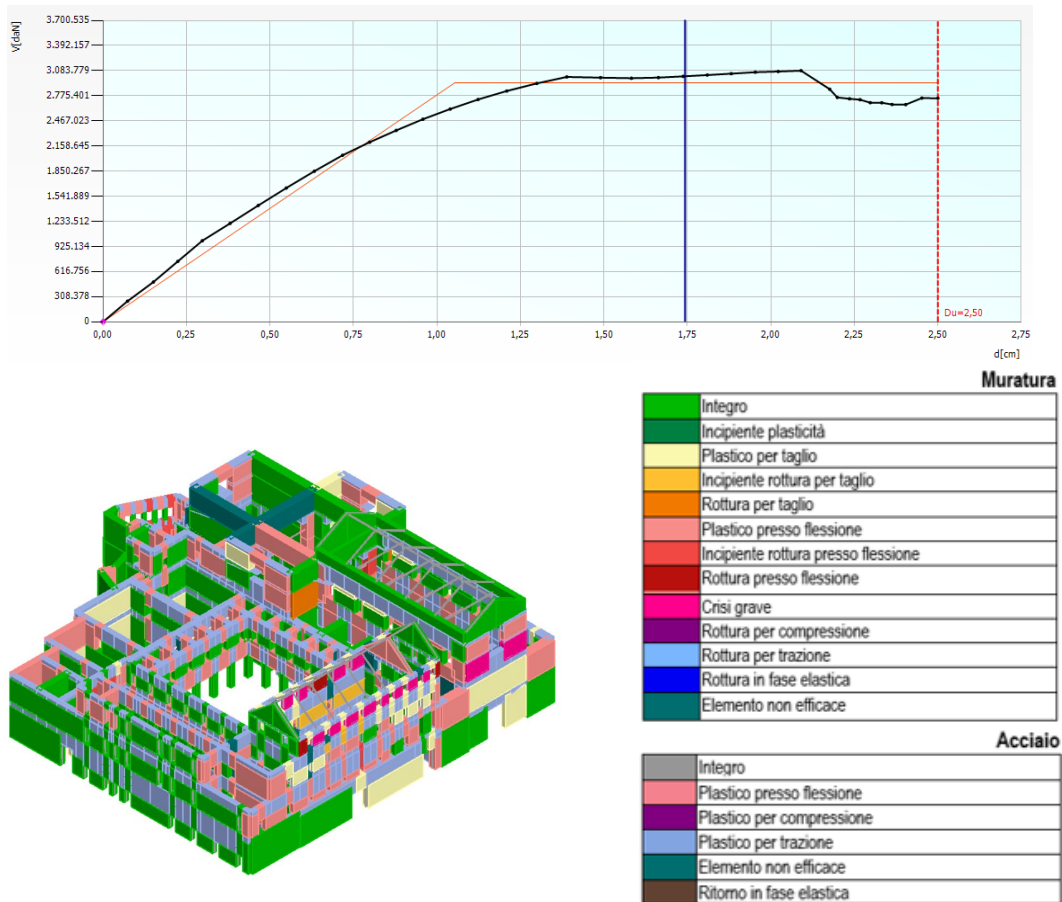 V[daN]
3.700.535
3.392.157
3.083.779
2.775.401
2.467.023
2.158.645
1.850.267
1.541.889
1.233.512
925.134
616.756
308.378
0
0,00 0,25 0,50 0,75 1,00 1,25 1,50 1,75 2,00 2,25 2,50 2,75
Du=2,50
d[cm]
Muratura
Integro
Incipiente plasticità
Plastico per taglio
Incipiente rottura per taglio
Rottura per taglio
Plastico presso flessione
Incipiente rottura presso flessione
Rottura presso flessione
Crisi grave
Rottura per compressione
Rottura per trazione
Rottura in fase elastica
Elemento non efficace
Acciaio
Integro
Plastico presso flessione
Plastico per compressione
Plastico per trazione
Elemento non efficace
Ritorno in fase elastica